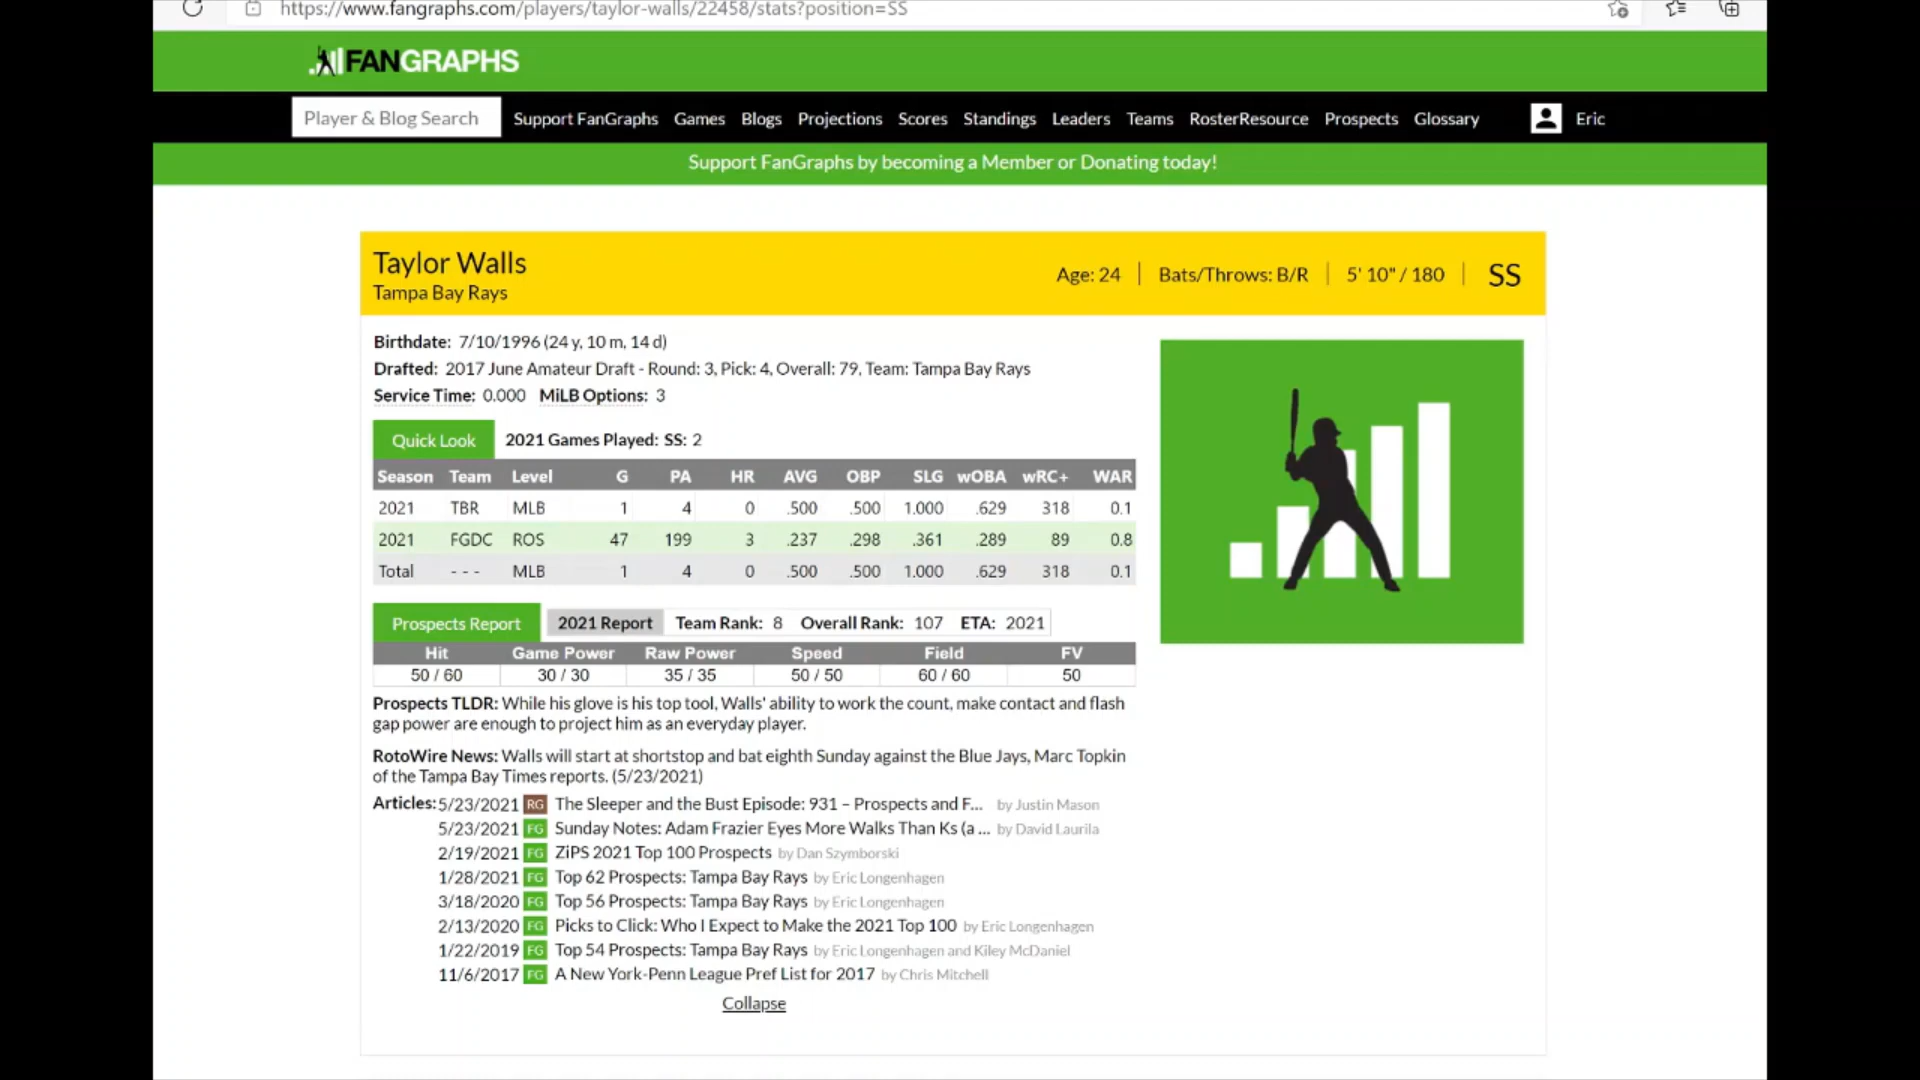 https://www.fangraphs.com/players/taylor-walls/22458/stats?position=SS
FANGRAPHS
Player & Blog Search Support FanGraphs Games Blogs Projections Scores Standings Leaders Teams RosterResource Prospects Glossary Eric
Support FanGraphs by becoming a Member or Donating today!
Taylor Walls
Tampa Bay Rays
Age: 24 | Bats/Throws: B/R | 5' 10" / 180 | SS
Birthdate: 7/10/1996 (24 y, 10 m, 14 d)
Drafted: 2017 June Amateur Draft - Round: 3, Pick: 4, Overall: 79, Team: Tampa Bay Rays
Service Time: 0.000 MiLB Options: 3
Quick Look 2021 Games Played: SS: 2
Season Team Level G PA HR AVG OBP SLG wOBA wRC+ WAR
2021 TBR MLB 1 4 0 .500 .500 1.000 .629 318 0.1
2021 FGDC ROS 47 199 3 .237 .298 .361 .289 89 0.8
Total - - - MLB 1 4 0 .500 .500 1.000 .629 318 0.1
Prospects Report 2021 Report Team Rank: 8 Overall Rank: 107 ETA: 2021
Hit Game Power Raw Power Speed Field FV
50 / 60 30 / 30 35 / 35 50 / 50 60 / 60 50
Prospects TLDR: While his glove is his top tool, Walls' ability to work the count, make contact and flash
gap power are enough to project him as an everyday player.
RotoWire News: Walls will start at shortstop and bat eighth Sunday against the Blue Jays, Marc Topkin
of the Tampa Bay Times reports. (5/23/2021)
Articles: 5/23/2021 RG The Sleeper and the Bust Episode: 931 – Prospects and F... by Justin Mason
5/23/2021 FG Sunday Notes: Adam Frazier Eyes More Walks Than Ks (a ... by David Laurila
2/19/2021 FG ZiPS 2021 Top 100 Prospects by Dan Szymborski
1/28/2021 FG Top 62 Prospects: Tampa Bay Rays by Eric Longenhagen
3/18/2020 FG Top 56 Prospects: Tampa Bay Rays by Eric Longenhagen
2/13/2020 FG Picks to Click: Who I Expect to Make the 2021 Top 100 by Eric Longenhagen
1/22/2019 FG Top 54 Prospects: Tampa Bay Rays by Eric Longenhagen and Kiley McDaniel
11/6/2017 FG A New York-Penn League Pref List for 2017 by Chris Mitchell
Collapse